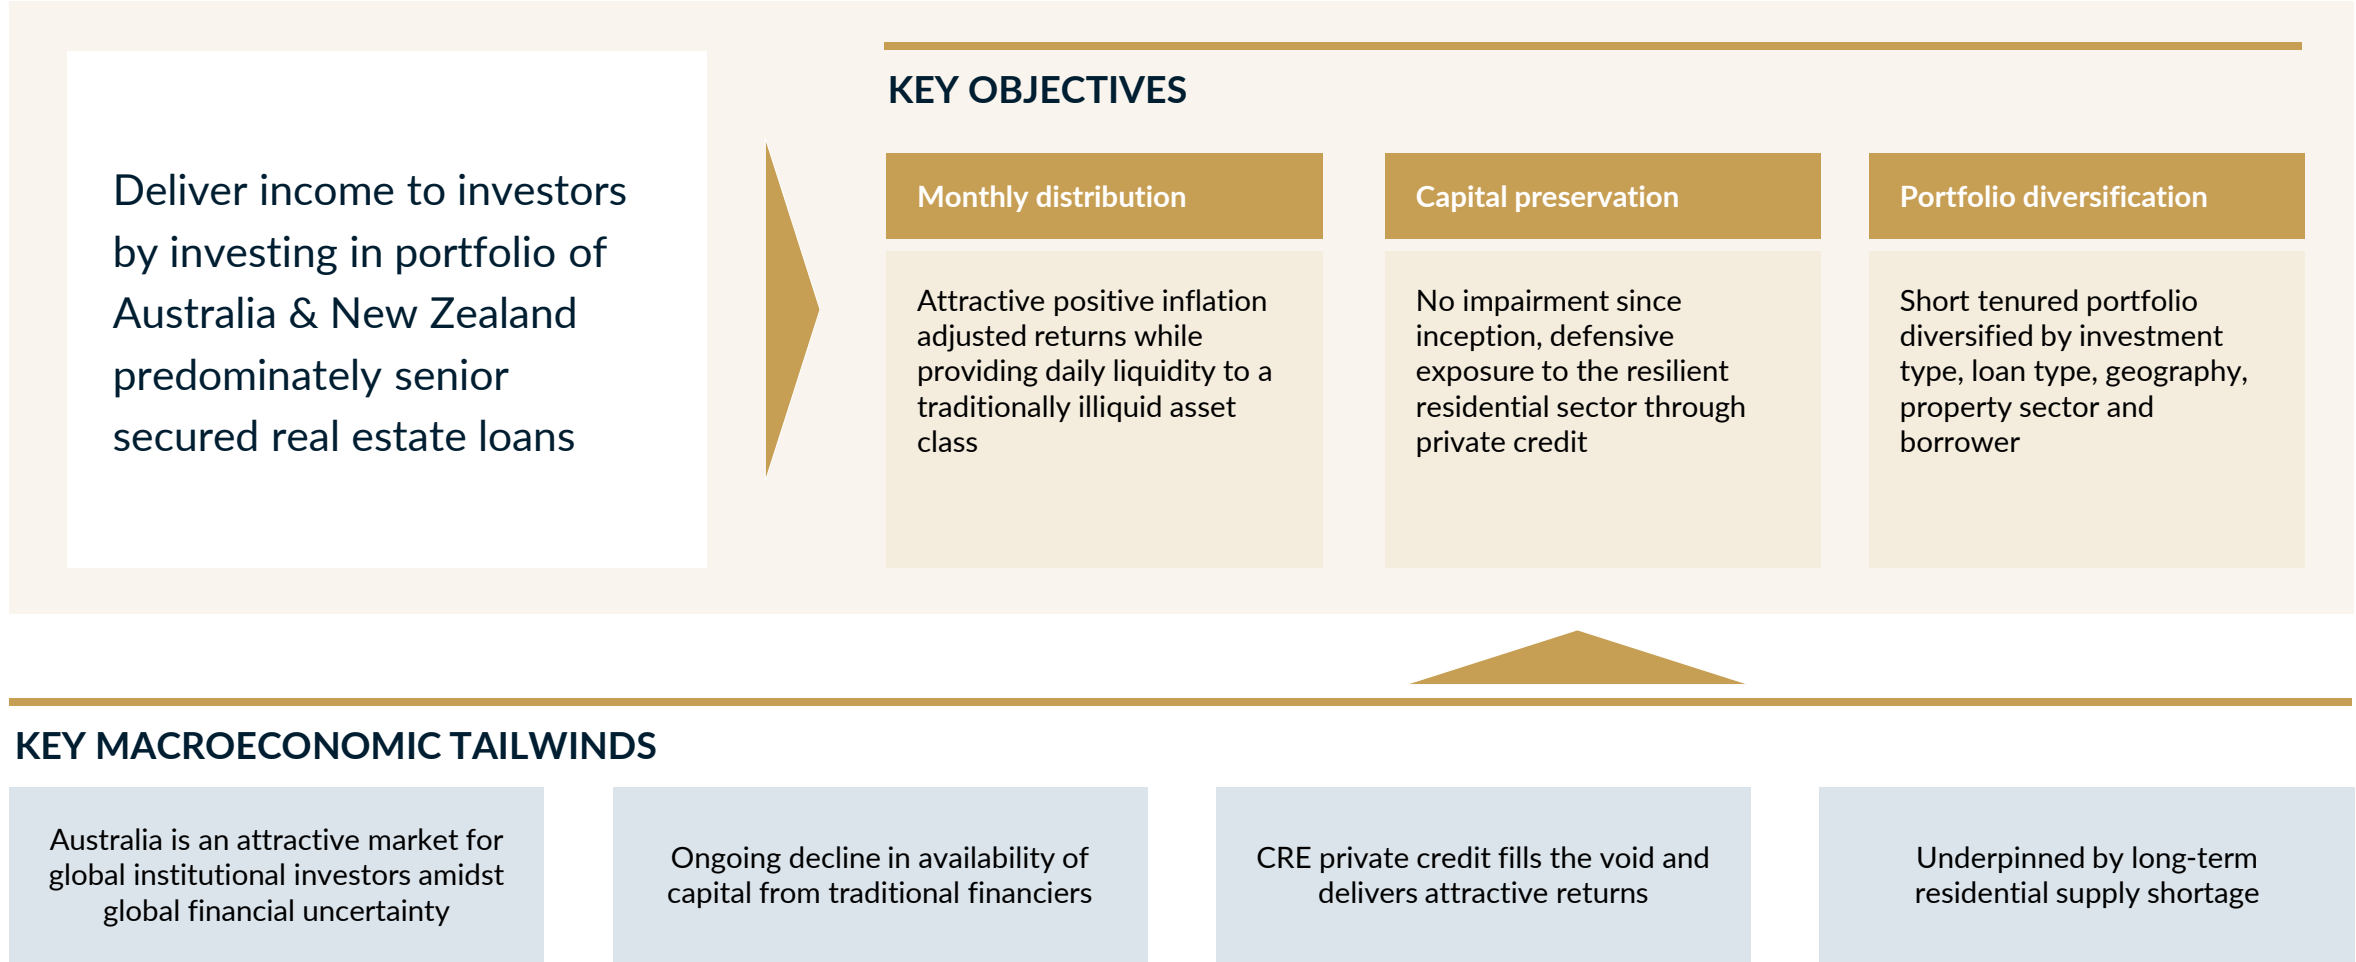 Deliver income to investors
by investing in portfolio of
Australia & New Zealand
predominately senior
secured real estate loans
KEY OBJECTIVES
Monthly distribution
Attractive positive inflation
adjusted returns while
providing daily liquidity to a
traditionally illiquid asset
class
Capital preservation
No impairment since
inception, defensive
exposure to the resilient
residential sector through
private credit
Portfolio diversification
Short tenured portfolio
diversified by investment
type, loan type, geography,
property sector and
borrower
KEY MACROECONOMIC TAILWINDS
Australia is an attractive market for
global institutional investors amidst
global financial uncertainty
Ongoing decline in availability of
capital from traditional financiers
CRE private credit fills the void and
delivers attractive returns
Underpinned by long-term
residential supply shortage